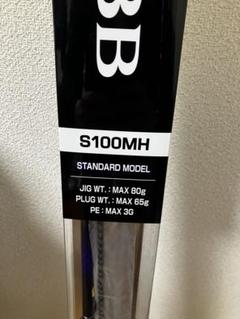 BB
S100MH
STANDARD MODEL
JIG WT. : MAX 80g
PLUG WT. : MAX 65g
PE : MAX 3G